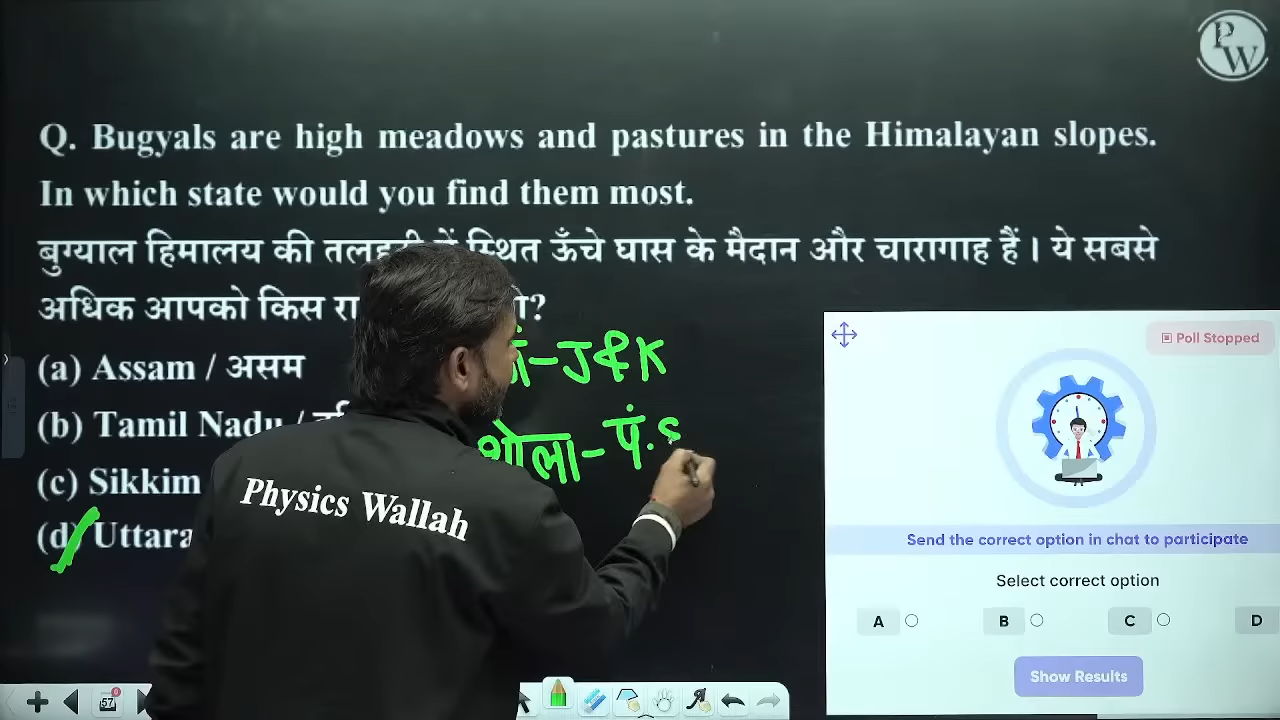 PW
Q. Bugyals are high meadows and pastures in the Himalayan slopes.
In which state would you find them most.
बुग्याल हिमालय की स्थित ऊँचे घास के मैदान और चारागाह हैं। ये सबसे
अधिक आपको किस
(a) Assam / असम
(b) Tamil Nadu /
(c) Sikkim
(d)
J&K
शोला - पं.
Physics Wallah
Poll Stopped
Send the correct option in chat to participate
Select correct option
A
B
C
D
Show Results
57